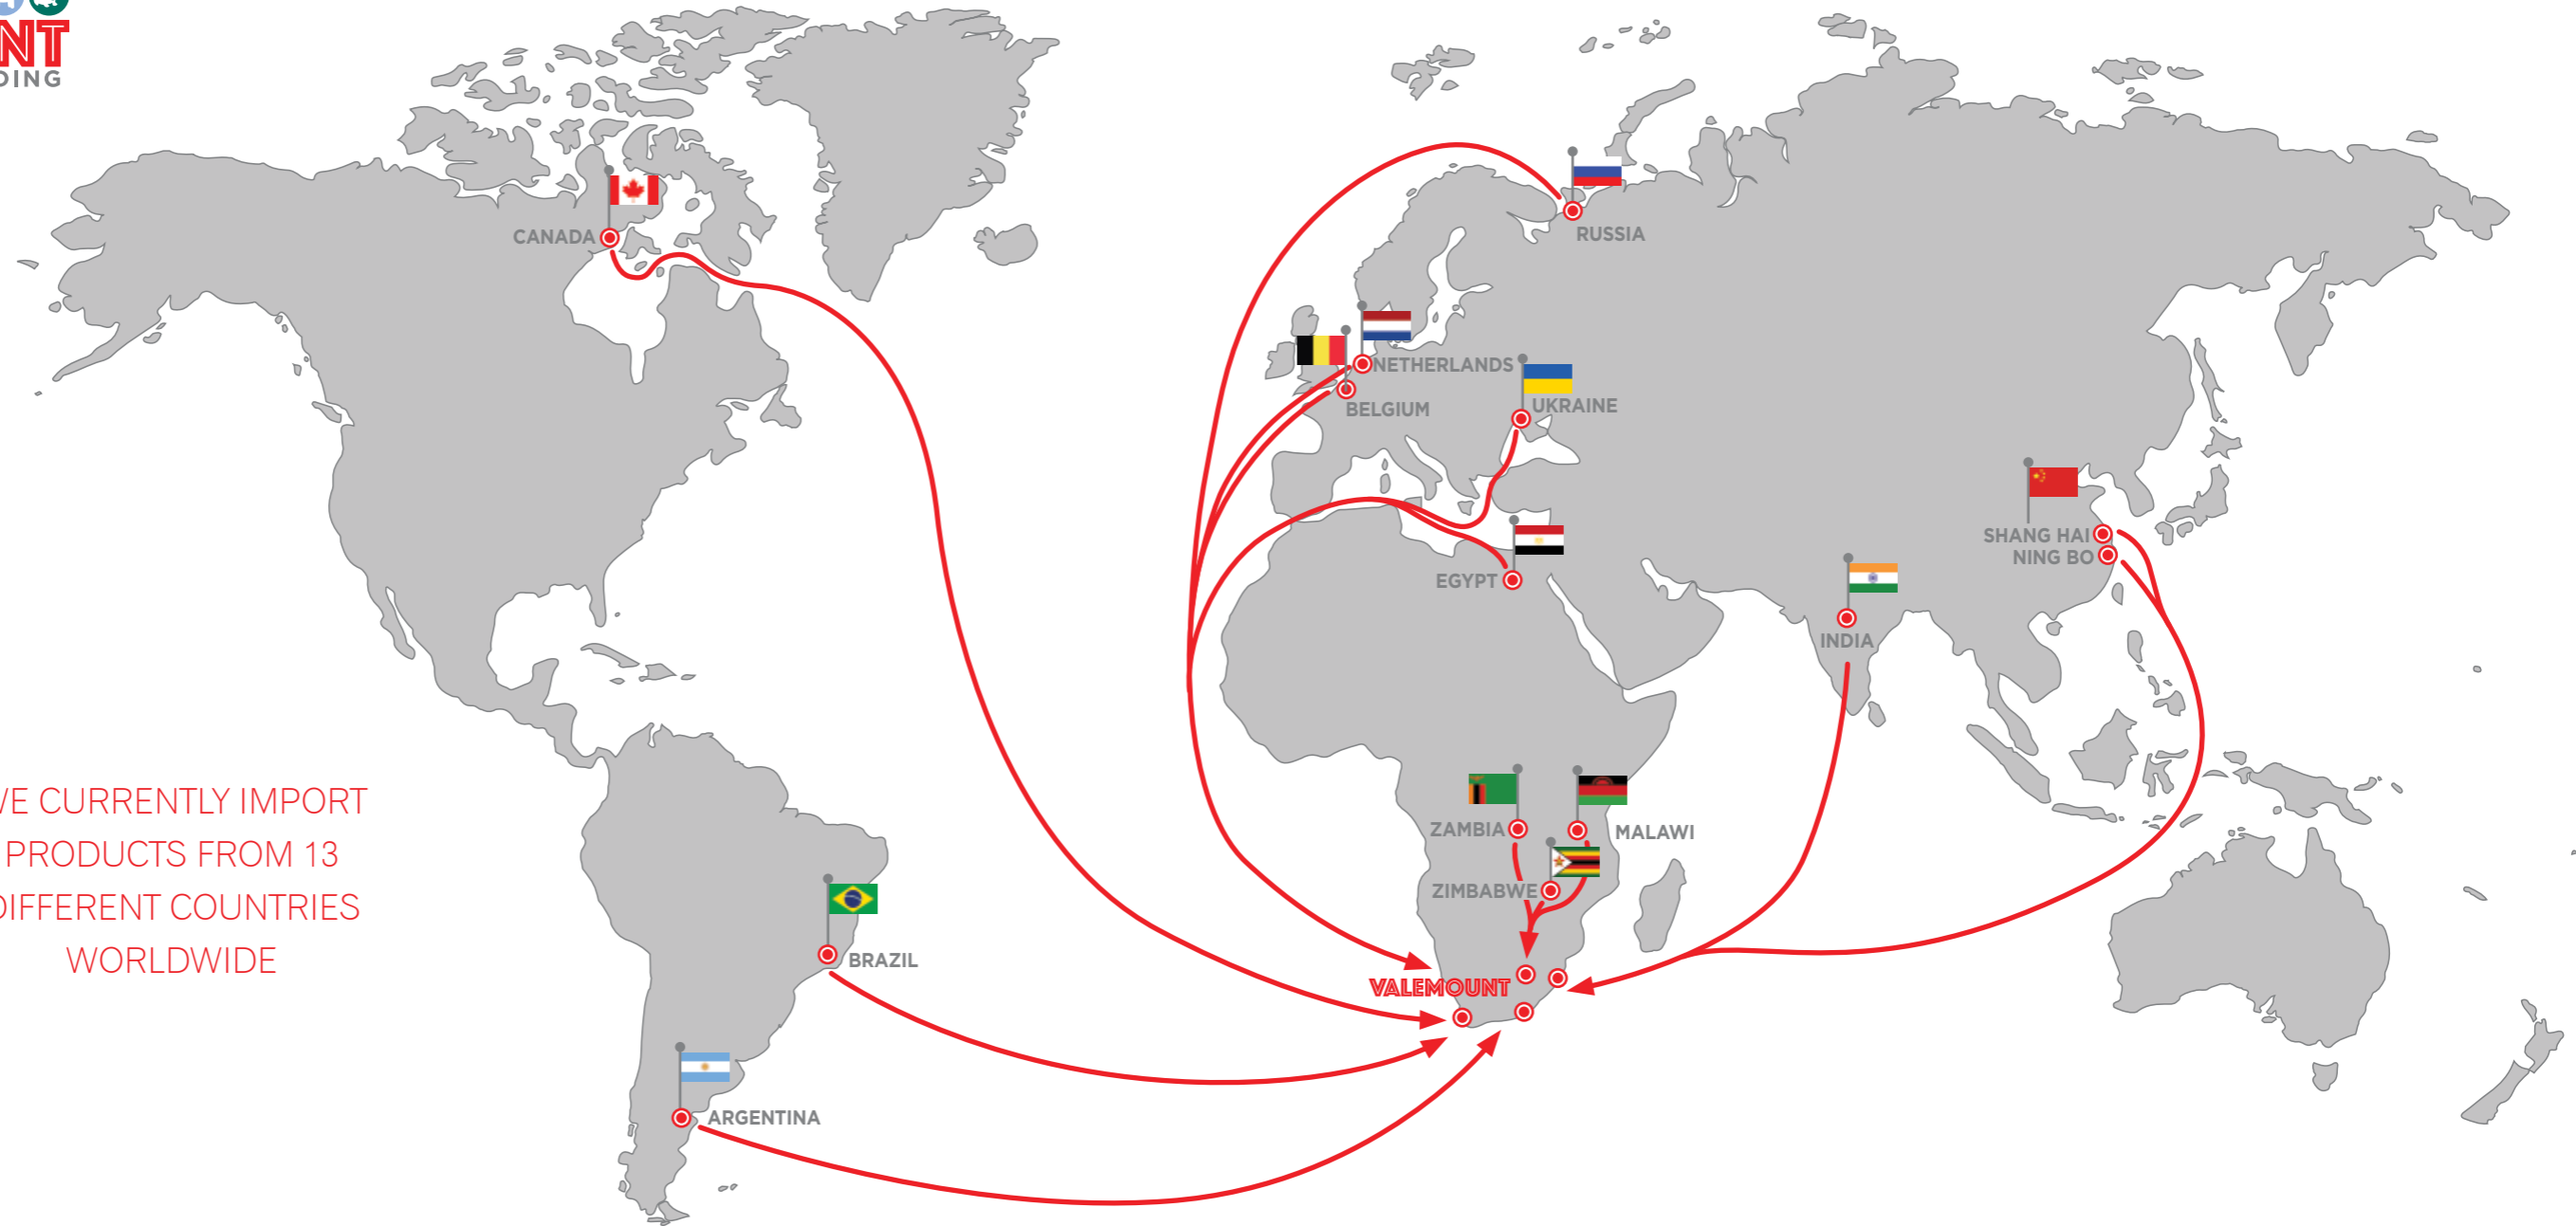 NT
DING
CANADA
RUSSIA
NETHERLANDS
BELGIUM
UKRAINE
EGYPT
SHANG HAI
NING BO
INDIA
ZAMBIA
MALAWI
ZIMBABWE
VALEMOUNT
BRAZIL
ARGENTINA
WE CURRENTLY IMPORT
PRODUCTS FROM 13
DIFFERENT COUNTRIES
WORLDWIDE